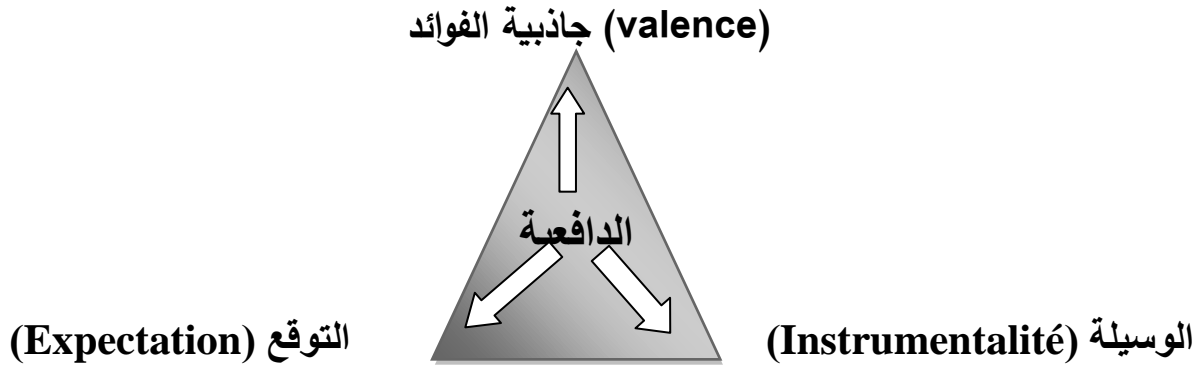 جاذبية الفوائد (valence)
الدافعية
الوسيلة (Instrumentalité)
التوقع (Expectation)